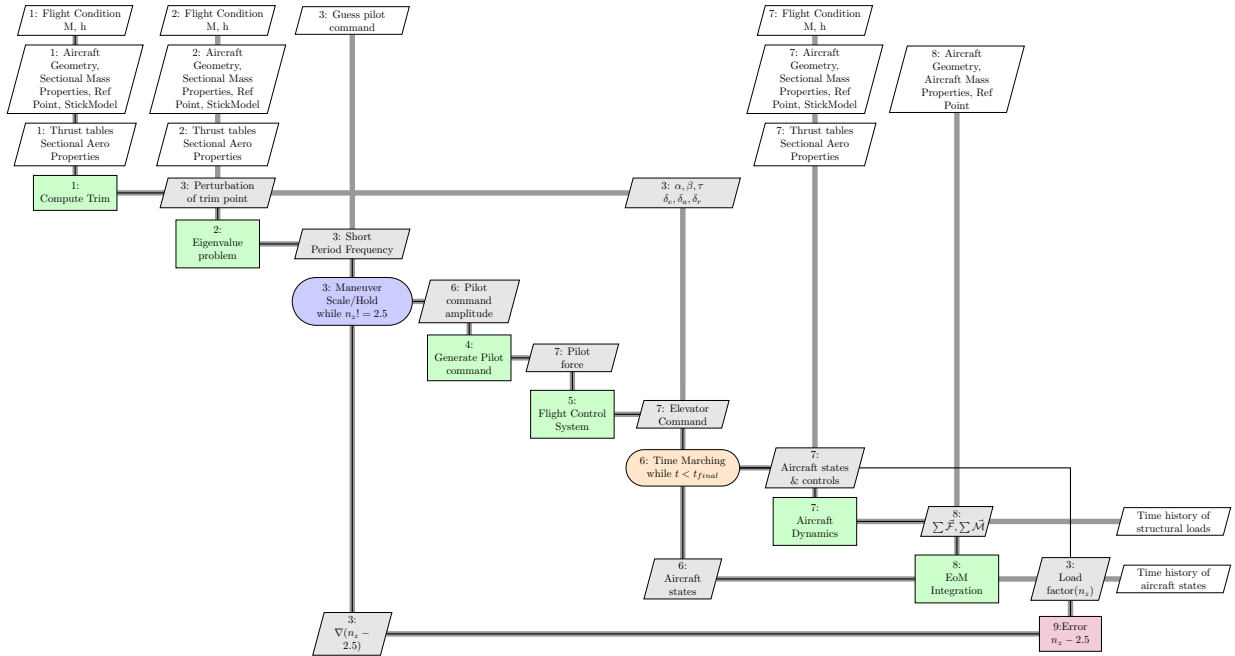 1: Flight Condition
M, h
2: Flight Condition
M, h
3: Guess pilot
command
7: Flight Condition
M, h
1: Aircraft
Geometry,
Sectional Mass
Properties, Ref
Point, StickModel
2: Aircraft
Geometry,
Sectional Mass
Properties, Ref
Point, StickModel
7: Aircraft
Geometry,
Sectional Mass
Properties, Ref
Point, StickModel
8: Aircraft
Geometry,
Aircraft Mass
Properties, Ref
Point
1: Thrust tables
Sectional Aero
Properties
2: Thrust tables
Sectional Aero
Properties
7: Thrust tables
Sectional Aero
Properties
1:
Compute Trim
3: Perturbation
of trim point
3: α, β, τ
δe, δa, δr
2:
Eigenvalue
problem
3: Short
Period Frequency
3: Maneuver
Scale/Hold
while nz! = 2.5
6: Pilot
command
amplitude
4:
Generate Pilot
command
7: Pilot
force
5:
Flight Control
System
7: Elevator
Command
6: Time Marching
while t < tfinal
7:
Aircraft states
& controls
7:
Aircraft
Dynamics
8:
∑ F⃗, ∑ M⃗
Time history of
structural loads
6:
Aircraft
states
8:
EoM
Integration
3:
Load
factor(nz)
Time history of
aircraft states
3:
∇(nz −
2.5)
9:Error
nz − 2.5